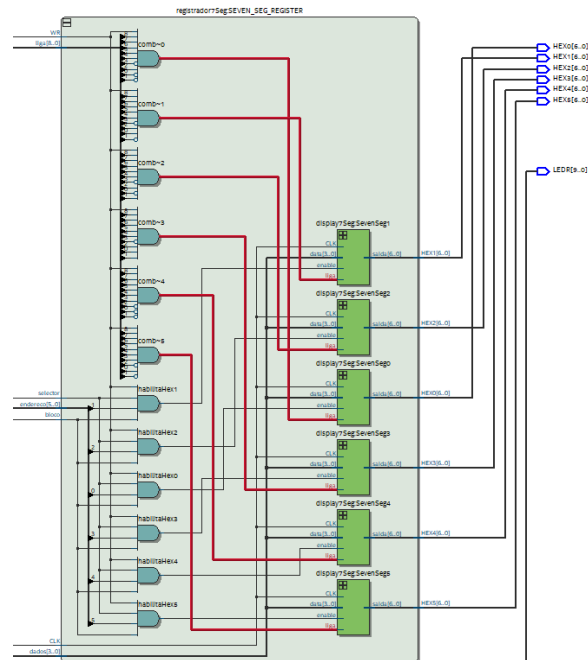 registrador7Seg:SEVEN_SEG_REGISTER
WR
liga[6..0]
comb~0
comb~1
comb~2
comb~3
comb~4
comb~5
habilitaHex1
habilitaHex2
habilitaHex0
habilitaHex3
habilitaHex4
habilitaHex5
selector
endereco[5..0]
bloco
1
2
0
3
4
5
CLK
dados[3..0]
display7Seg:SevenSeg1
CLK
data[3..0]
enable
liga
saida[6..0]
HEX1[6..0]
display7Seg:SevenSeg2
CLK
data[3..0]
enable
liga
saida[6..0]
HEX2[6..0]
display7Seg:SevenSeg0
CLK
data[3..0]
enable
liga
saida[6..0]
HEX0[6..0]
display7Seg:SevenSeg3
CLK
data[3..0]
enable
liga
saida[6..0]
HEX3[6..0]
display7Seg:SevenSeg4
CLK
data[3..0]
enable
liga
saida[6..0]
HEX4[6..0]
display7Seg:SevenSeg5
CLK
data[3..0]
enable
liga
saida[6..0]
HEX5[6..0]
HEX0[6..0]
HEX1[6..0]
HEX2[6..0]
HEX3[6..0]
HEX4[6..0]
HEX5[6..0]
LEDR[9..0]